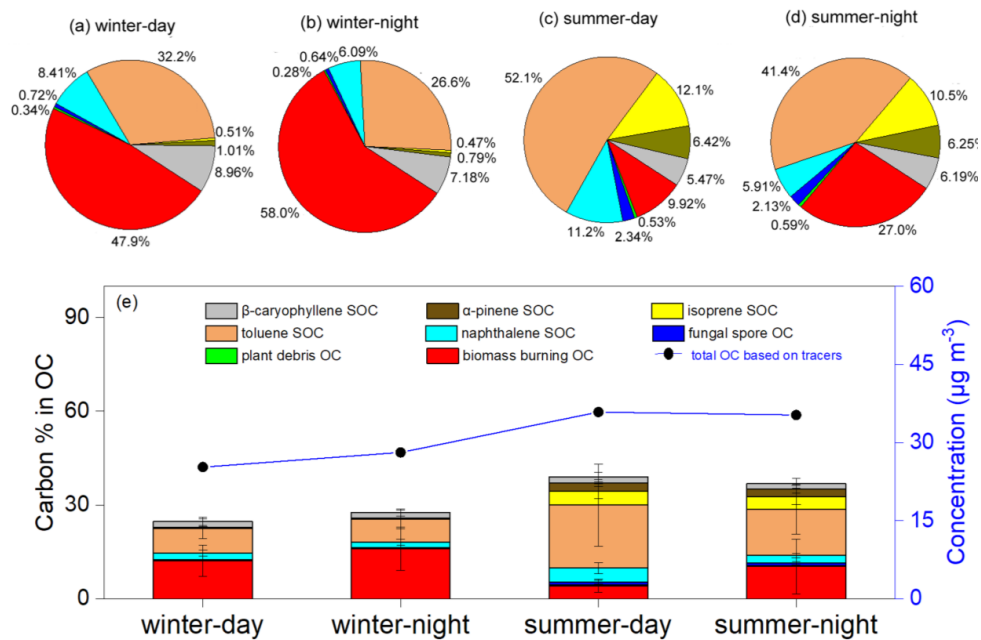 (a) winter-day
(b) winter-night
(c) summer-day
(d) summer-night
32.2%
8.41%
0.72%
0.34%
0.51%
1.01%
8.96%
47.9%
0.64%
6.09%
0.28%
26.6%
0.47%
0.79%
7.18%
58.0%
52.1%
12.1%
6.42%
5.47%
9.92%
0.53%
2.34%
11.2%
41.4%
10.5%
6.25%
6.19%
27.0%
0.59%
2.13%
5.91%
(e)
β-caryophyllene SOC
α-pinene SOC
isoprene SOC
toluene SOC
naphthalene SOC
fungal spore OC
plant debris OC
biomass burning OC
total OC based on tracers
Carbon % in OC
90
60
30
0
60
45
30
15
0
Concentration (μg m⁻³)
winter-day
winter-night
summer-day
summer-night